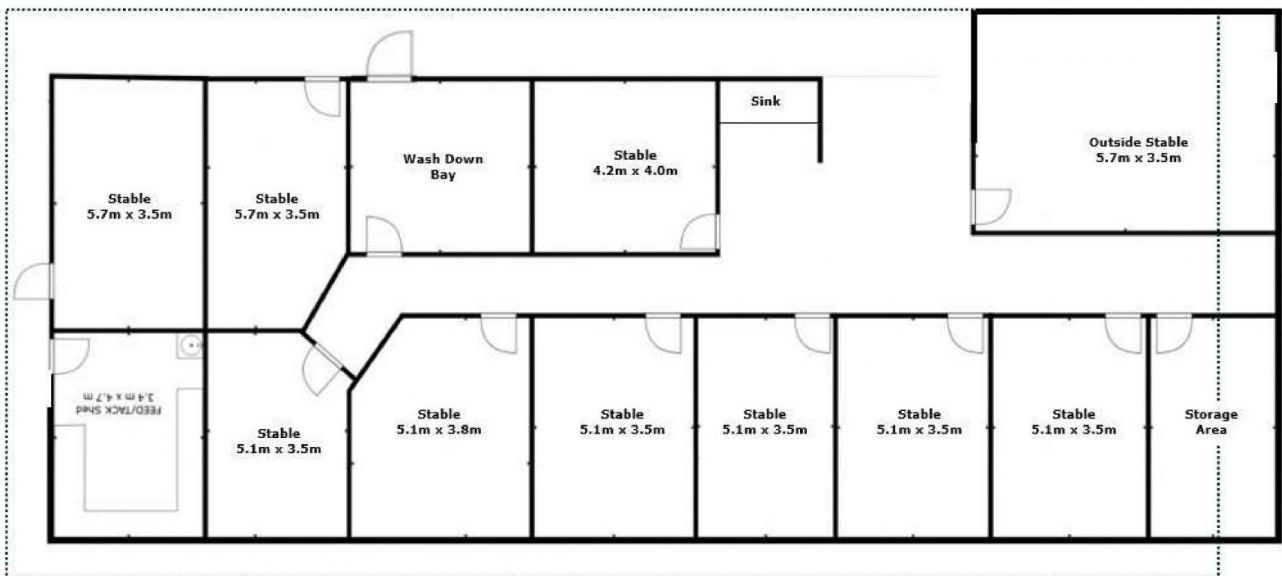 Sink
Outside Stable
5.7m x 3.5m
Wash Down
Bay
Stable
4.2m x 4.0m
Stable
5.7m x 3.5m
Stable
5.7m x 3.5m
FEED/TACK Shed
3.4 m x 4.7 m
Stable
5.1m x 3.5m
Stable
5.1m x 3.8m
Stable
5.1m x 3.5m
Stable
5.1m x 3.5m
Stable
5.1m x 3.5m
Stable
5.1m x 3.5m
Storage
Area